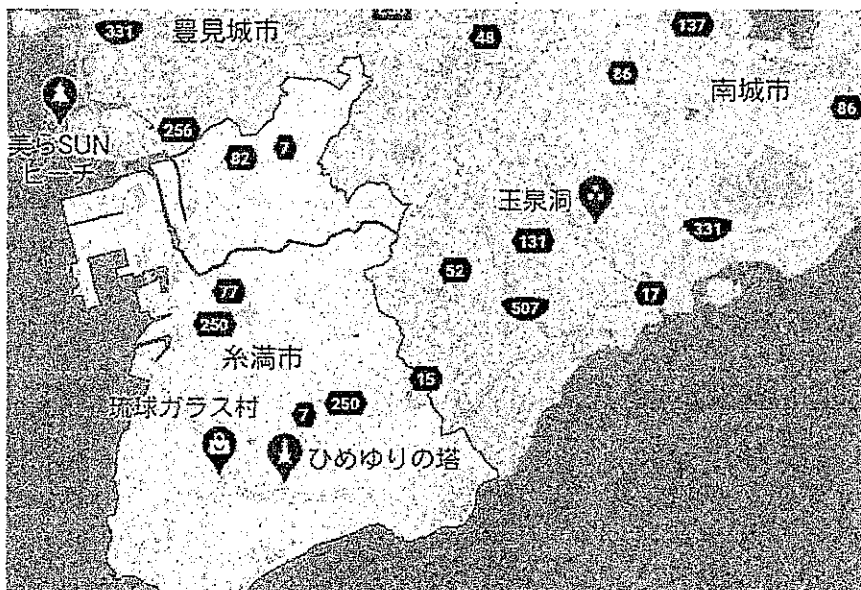 331
豊見城市
48
137
86
南城市
86
美らSUN
ビーチ
256
82
7
玉泉洞
131
331
52
77
507
17
250
糸満市
15
琉球ガラス村
250
7
ひめゆりの塔